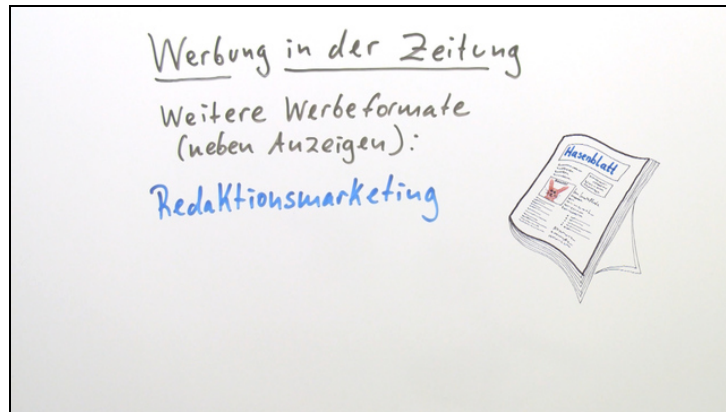 Werbung in der Zeitung
Weitere Werbeformate
(neben Anzeigen):
Redaktionsmarketing
Hasenblatt